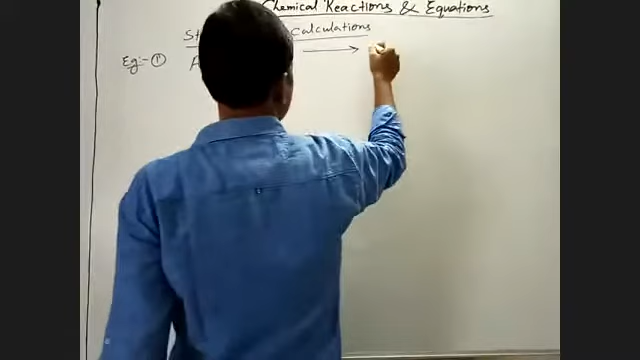 Chemical Reactions & Equations
St Calculations
Eg:- ① A →